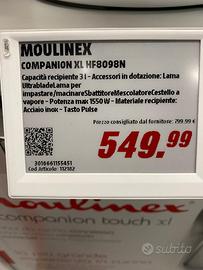 MOULINEX
COMPANION XL HF8098N
Capacità recipiente 3 l - Accessori in dotazione: Lama
UltrabladeLama per
impastare/macinareSbattitoreMescolatoreCestello a
vapore - Potenza max 1550 W - Materiale recipiente:
Acciaio inox - Tasto Pulse
Prezzo consigliato dal fornitore: 799.99 €
549.99
3016661155451
Cod Articolo: 112182
Moulinex
companion touch xl
subito